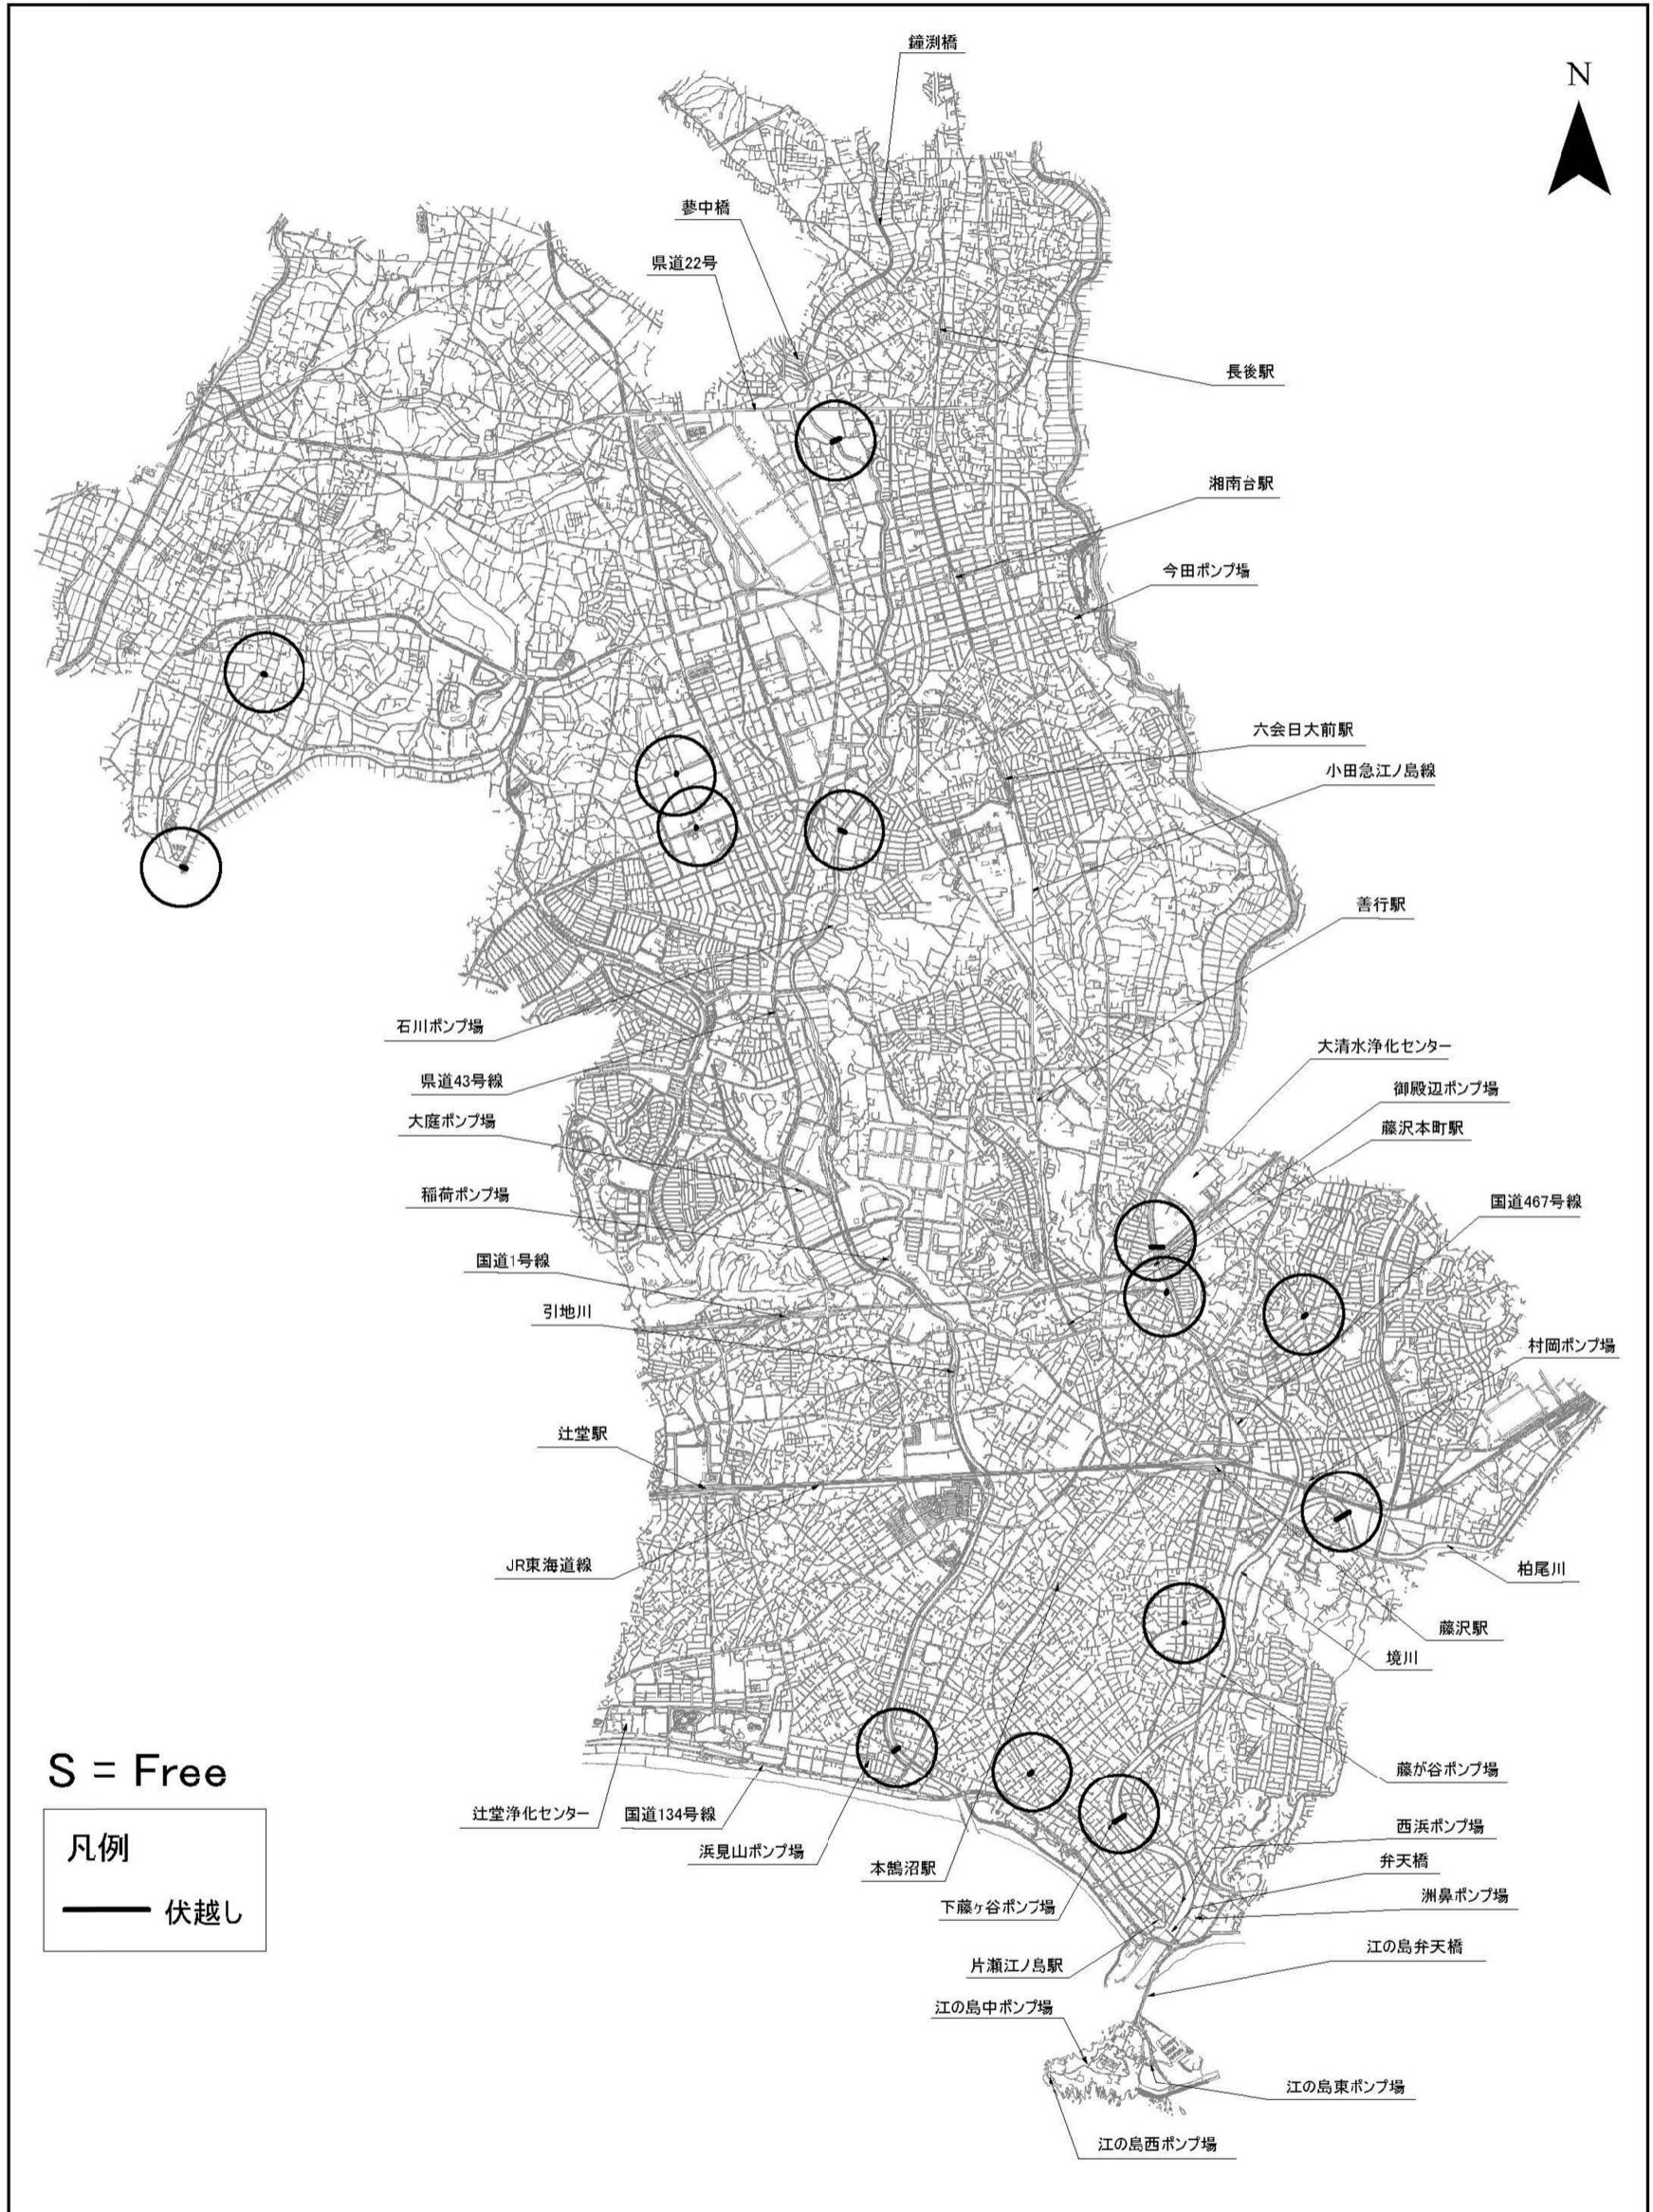 鐘渕橋
N
蓼中橋
県道22号
長後駅
湘南台駅
今田ポンプ場
六会日大前駅
小田急江ノ島線
善行駅
石川ポンプ場
大清水浄化センター
県道43号線
御殿辺ポンプ場
大庭ポンプ場
藤沢本町駅
稲荷ポンプ場
国道467号線
国道1号線
引地川
村岡ポンプ場
辻堂駅
JR東海道線
柏尾川
藤沢駅
境川
S = Free
藤が谷ポンプ場
辻堂浄化センター
国道134号線
西浜ポンプ場
浜見山ポンプ場
本鵠沼駅
弁天橋
凡例
洲鼻ポンプ場
下藤ヶ谷ポンプ場
伏越し
江の島弁天橋
片瀬江ノ島駅
江の島中ポンプ場
江の島東ポンプ場
江の島西ポンプ場